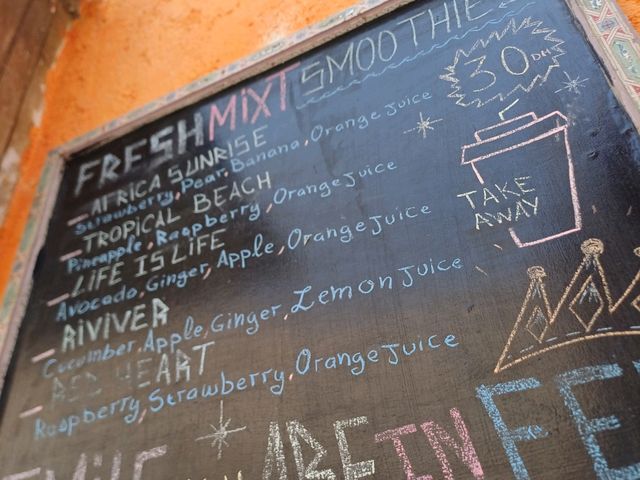 FRESH MIXT SMOOTHIE
30 DH
AFRICA SUNRISE
Strawberry, Pear, Banana, Orange Juice
TROPICAL BEACH
Pineapple, Raspberry, Orange Juice
TAKE
AWAY
LIFE IS LIFE
Avocado, Ginger, Apple, Orange Juice
RIVIVER
Cucumber, Apple, Ginger, Lemon Juice
RED HEART
Raspberry, Strawberry, Orange Juice
ARE IN